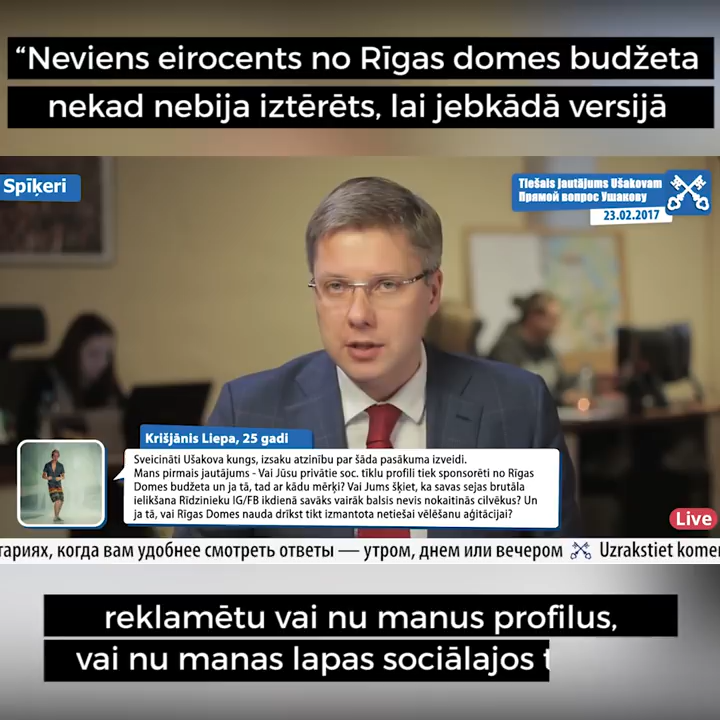 “Neviens eirocents no Rīgas domes budžeta
nekad nebija iztērēts, lai jebkādā versijā
Spīķeri
Tiešais jautājums Ušakovam
Прямой вопрос Ушакову
23.02.2017
Krišjānis Liepa, 25 gadi
Sveicināti Ušakova kungs, izsaku atzinību par šāda pasākuma izveidi.
Mans pirmais jautājums - Vai Jūsu privātie soc. tīklu profili tiek sponsorēti no Rīgas
Domes budžeta un ja tā, tad ar kādu mērķi? Vai Jums šķiet, ka savas sejas brutāla
ielikšana Rīdzinieku IG/FB ikdienā savāks vairāk balsis nevis nokaitinās cilvēkus? Un
ja tā, vai Rīgas Domes nauda drīkst tikt izmantota netiešai vēlēšanu aģitācijai?
Live
тариях, когда вам удобнее смотреть ответы — утром, днем или вечером Uzrakstiet komen
reklamētu vai nu manus profilus,
vai nu manas lapas sociālajos